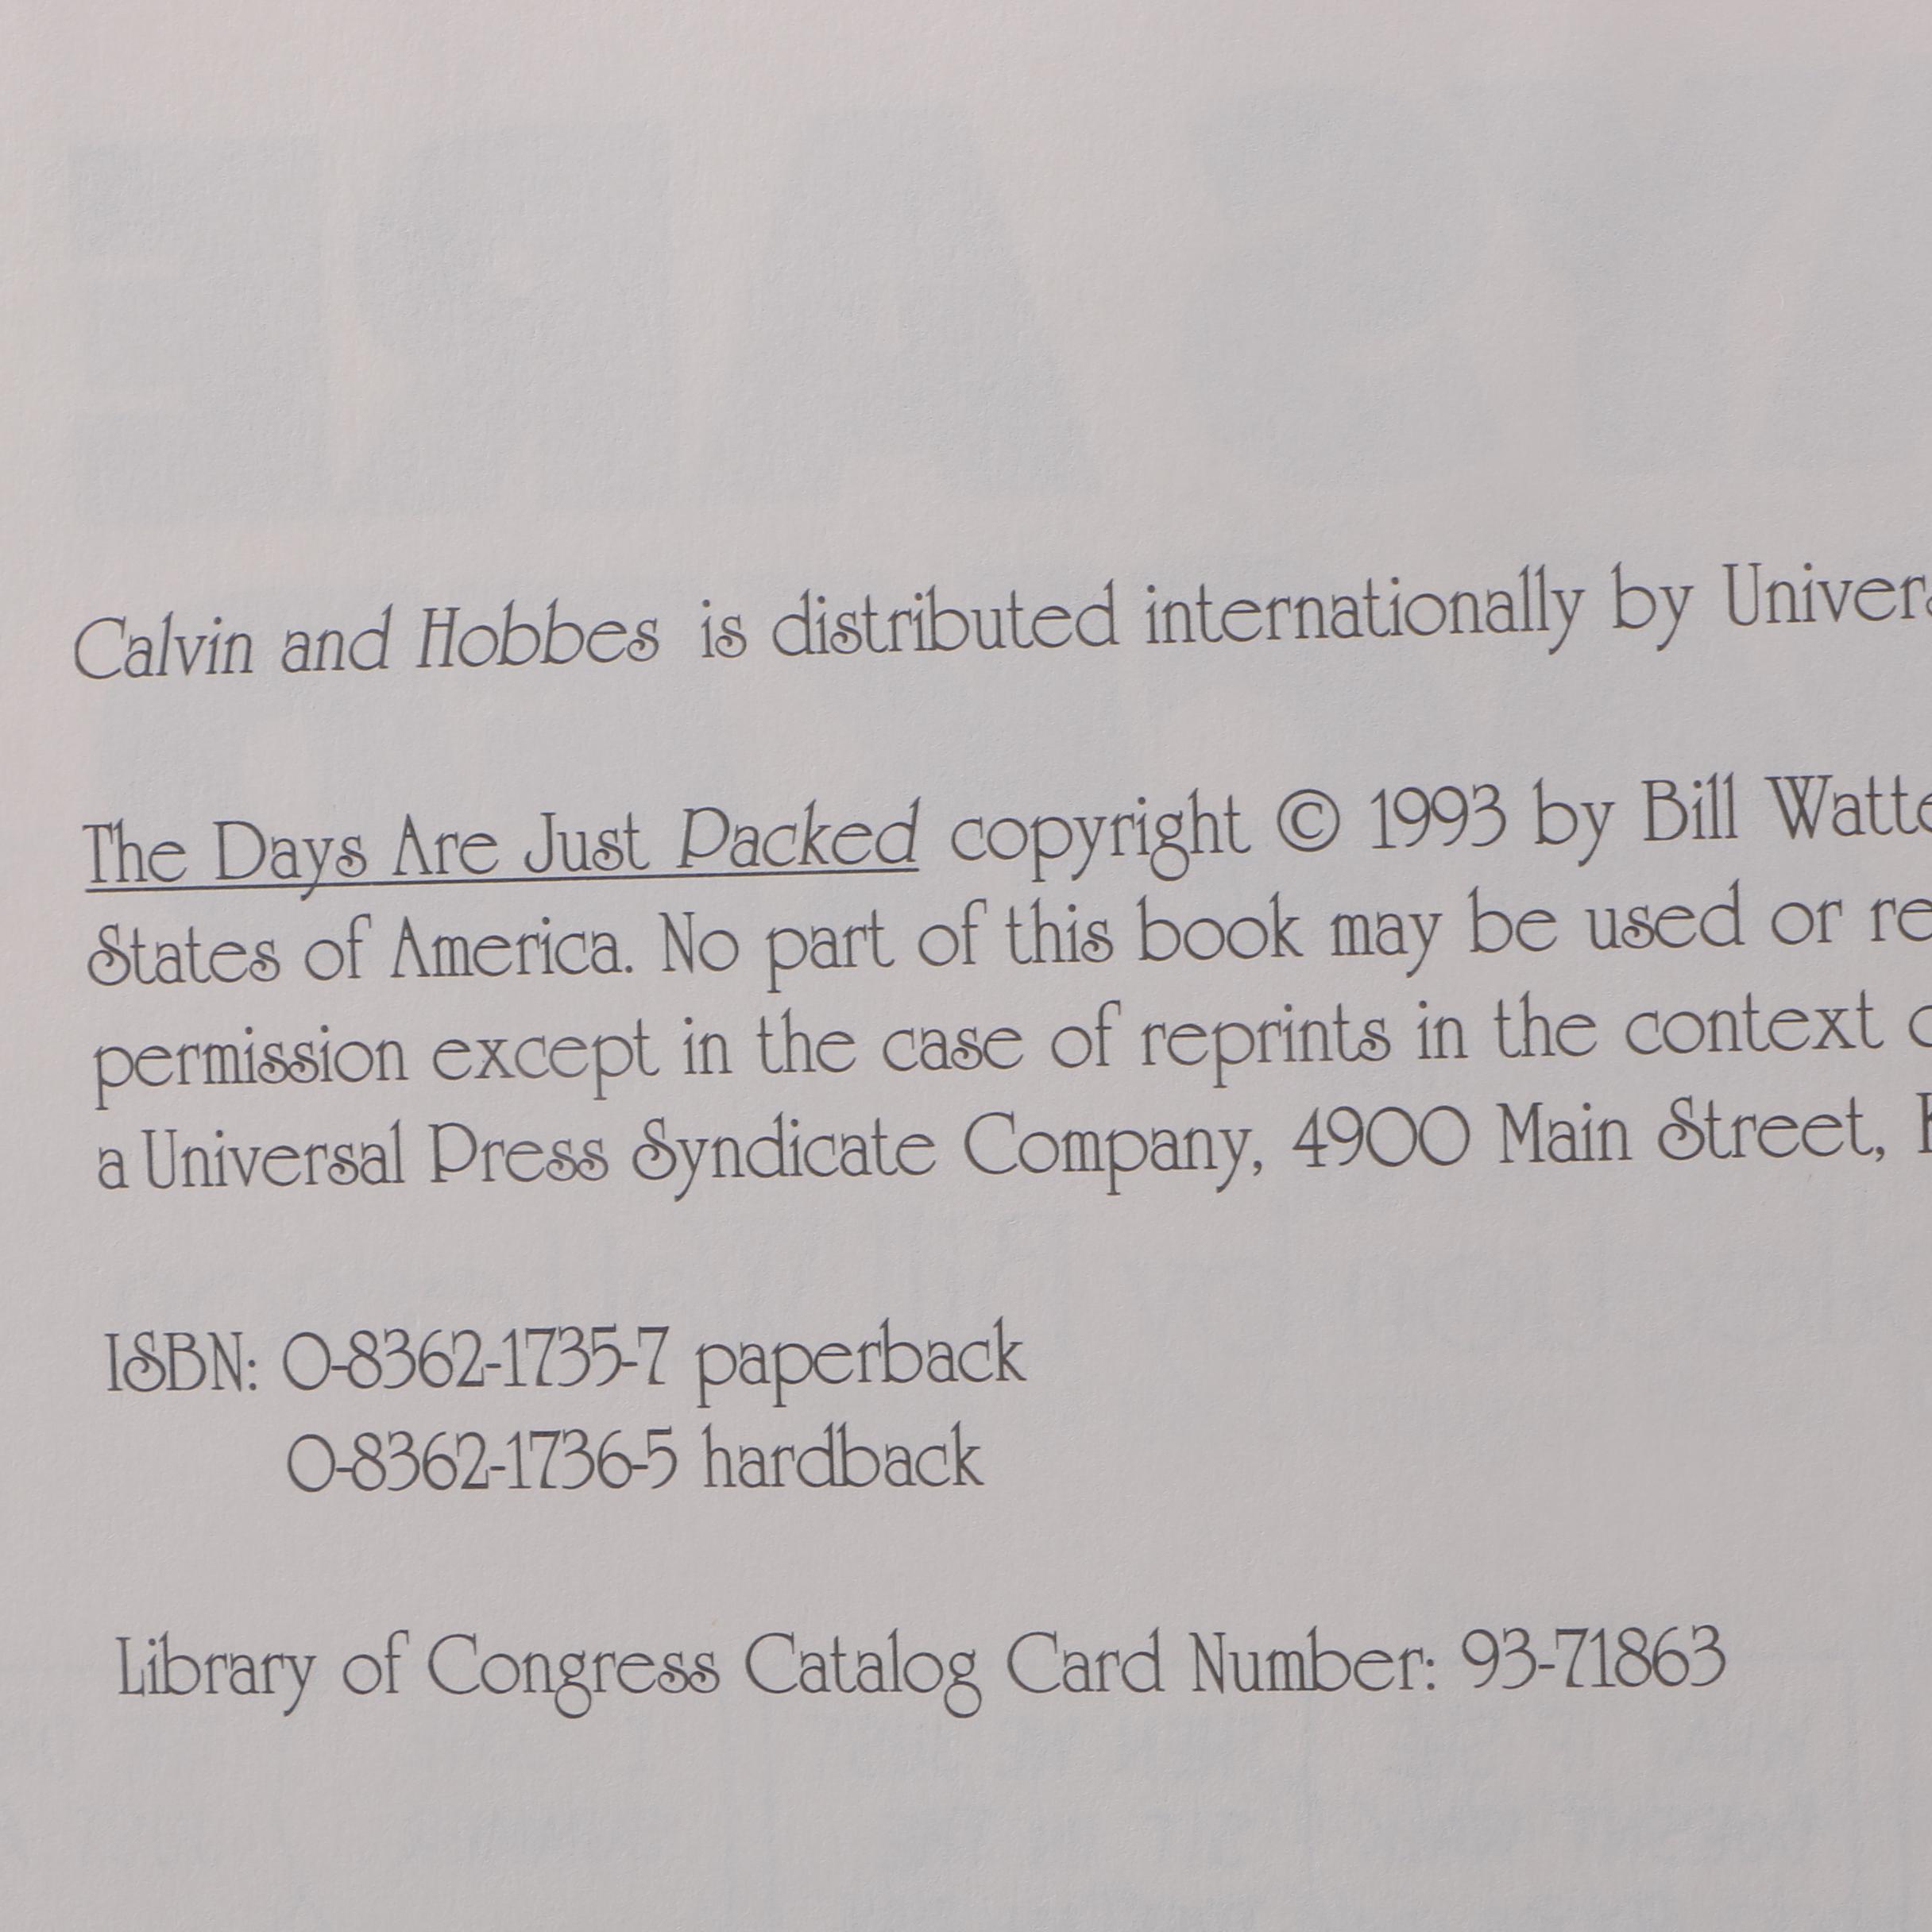 Calvin and Hobbes is distributed internationally by Univers
The Days Are Just Packed copyright © 1993 by Bill Watte
States of America. No part of this book may be used or re
permission except in the case of reprints in the context o
a Universal Press Syndicate Company, 4900 Main Street,
ISBN: 0-8362-1735-7 paperback
0-8362-1736-5 hardback
Library of Congress Catalog Card Number: 93-71863